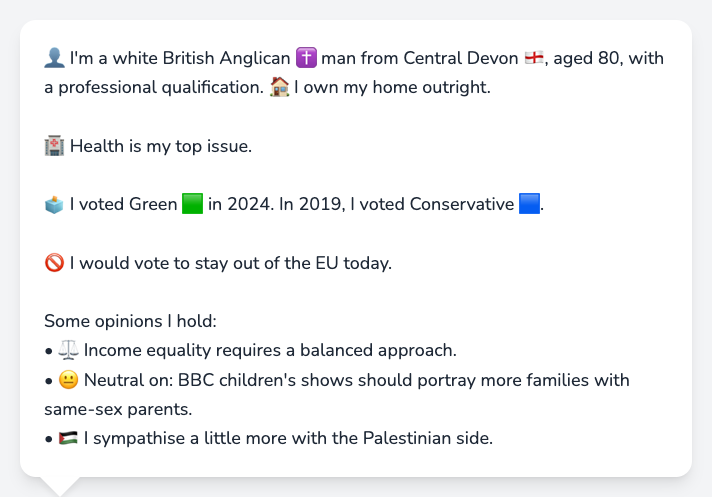 👤 I'm a white British Anglican ✝️ man from Central Devon 🏴󠁧󠁢󠁥󠁮󠁧󠁿, aged 80, with
a professional qualification. 🏠 I own my home outright.
🏥 Health is my top issue.
🗳️ I voted Green 🟩 in 2024. In 2019, I voted Conservative 🟦.
🚫 I would vote to stay out of the EU today.
Some opinions I hold:
• ⚖️ Income equality requires a balanced approach.
• 😐 Neutral on: BBC children's shows should portray more families with
same-sex parents.
• 🇵🇸 I sympathise a little more with the Palestinian side.